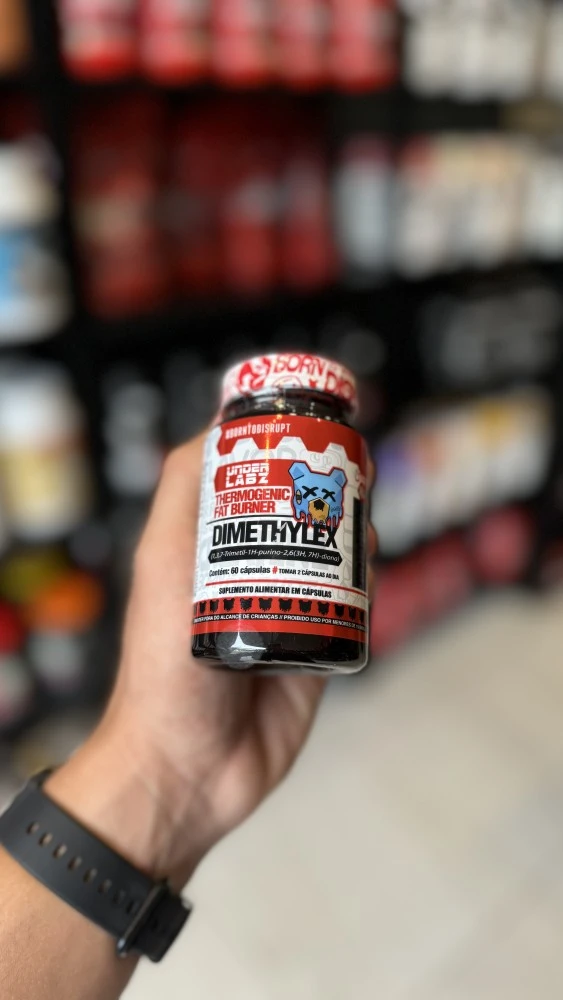 BORN
#BORNTODISRUPT
UNDER
LABZ
THERMOGENIC
FAT BURNER
DIMETHYLEX
(1,3,7-Trimetil-1H-purino-2,6(3H, 7H)-diona)
Contém: 60 cápsulas # TOMAR 2 CÁPSULAS AO DIA
SUPLEMENTO ALIMENTAR EM CÁPSULAS
FORA DO ALCANCE DE CRIANÇAS // PROIBIDO USO POR MENORES DE